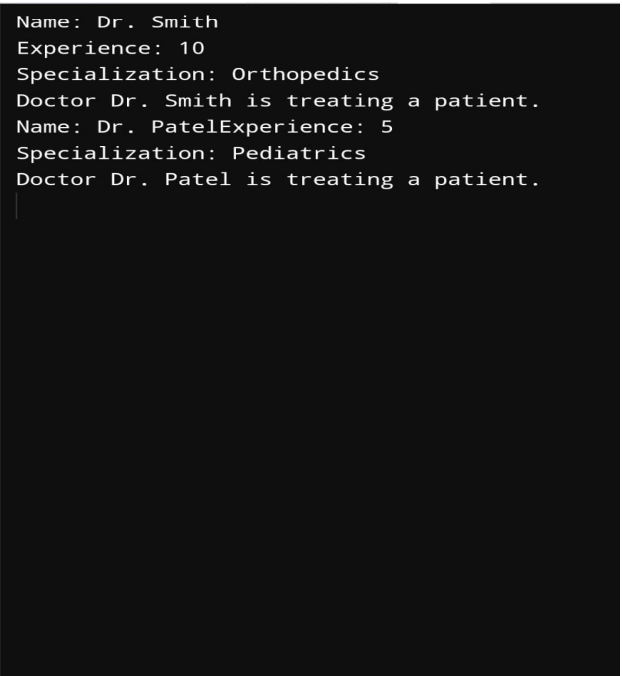 Name: Dr. Smith
Experience: 10
Specialization: Orthopedics
Doctor Dr. Smith is treating a patient.
Name: Dr. PatelExperience: 5
Specialization: Pediatrics
Doctor Dr. Patel is treating a patient.